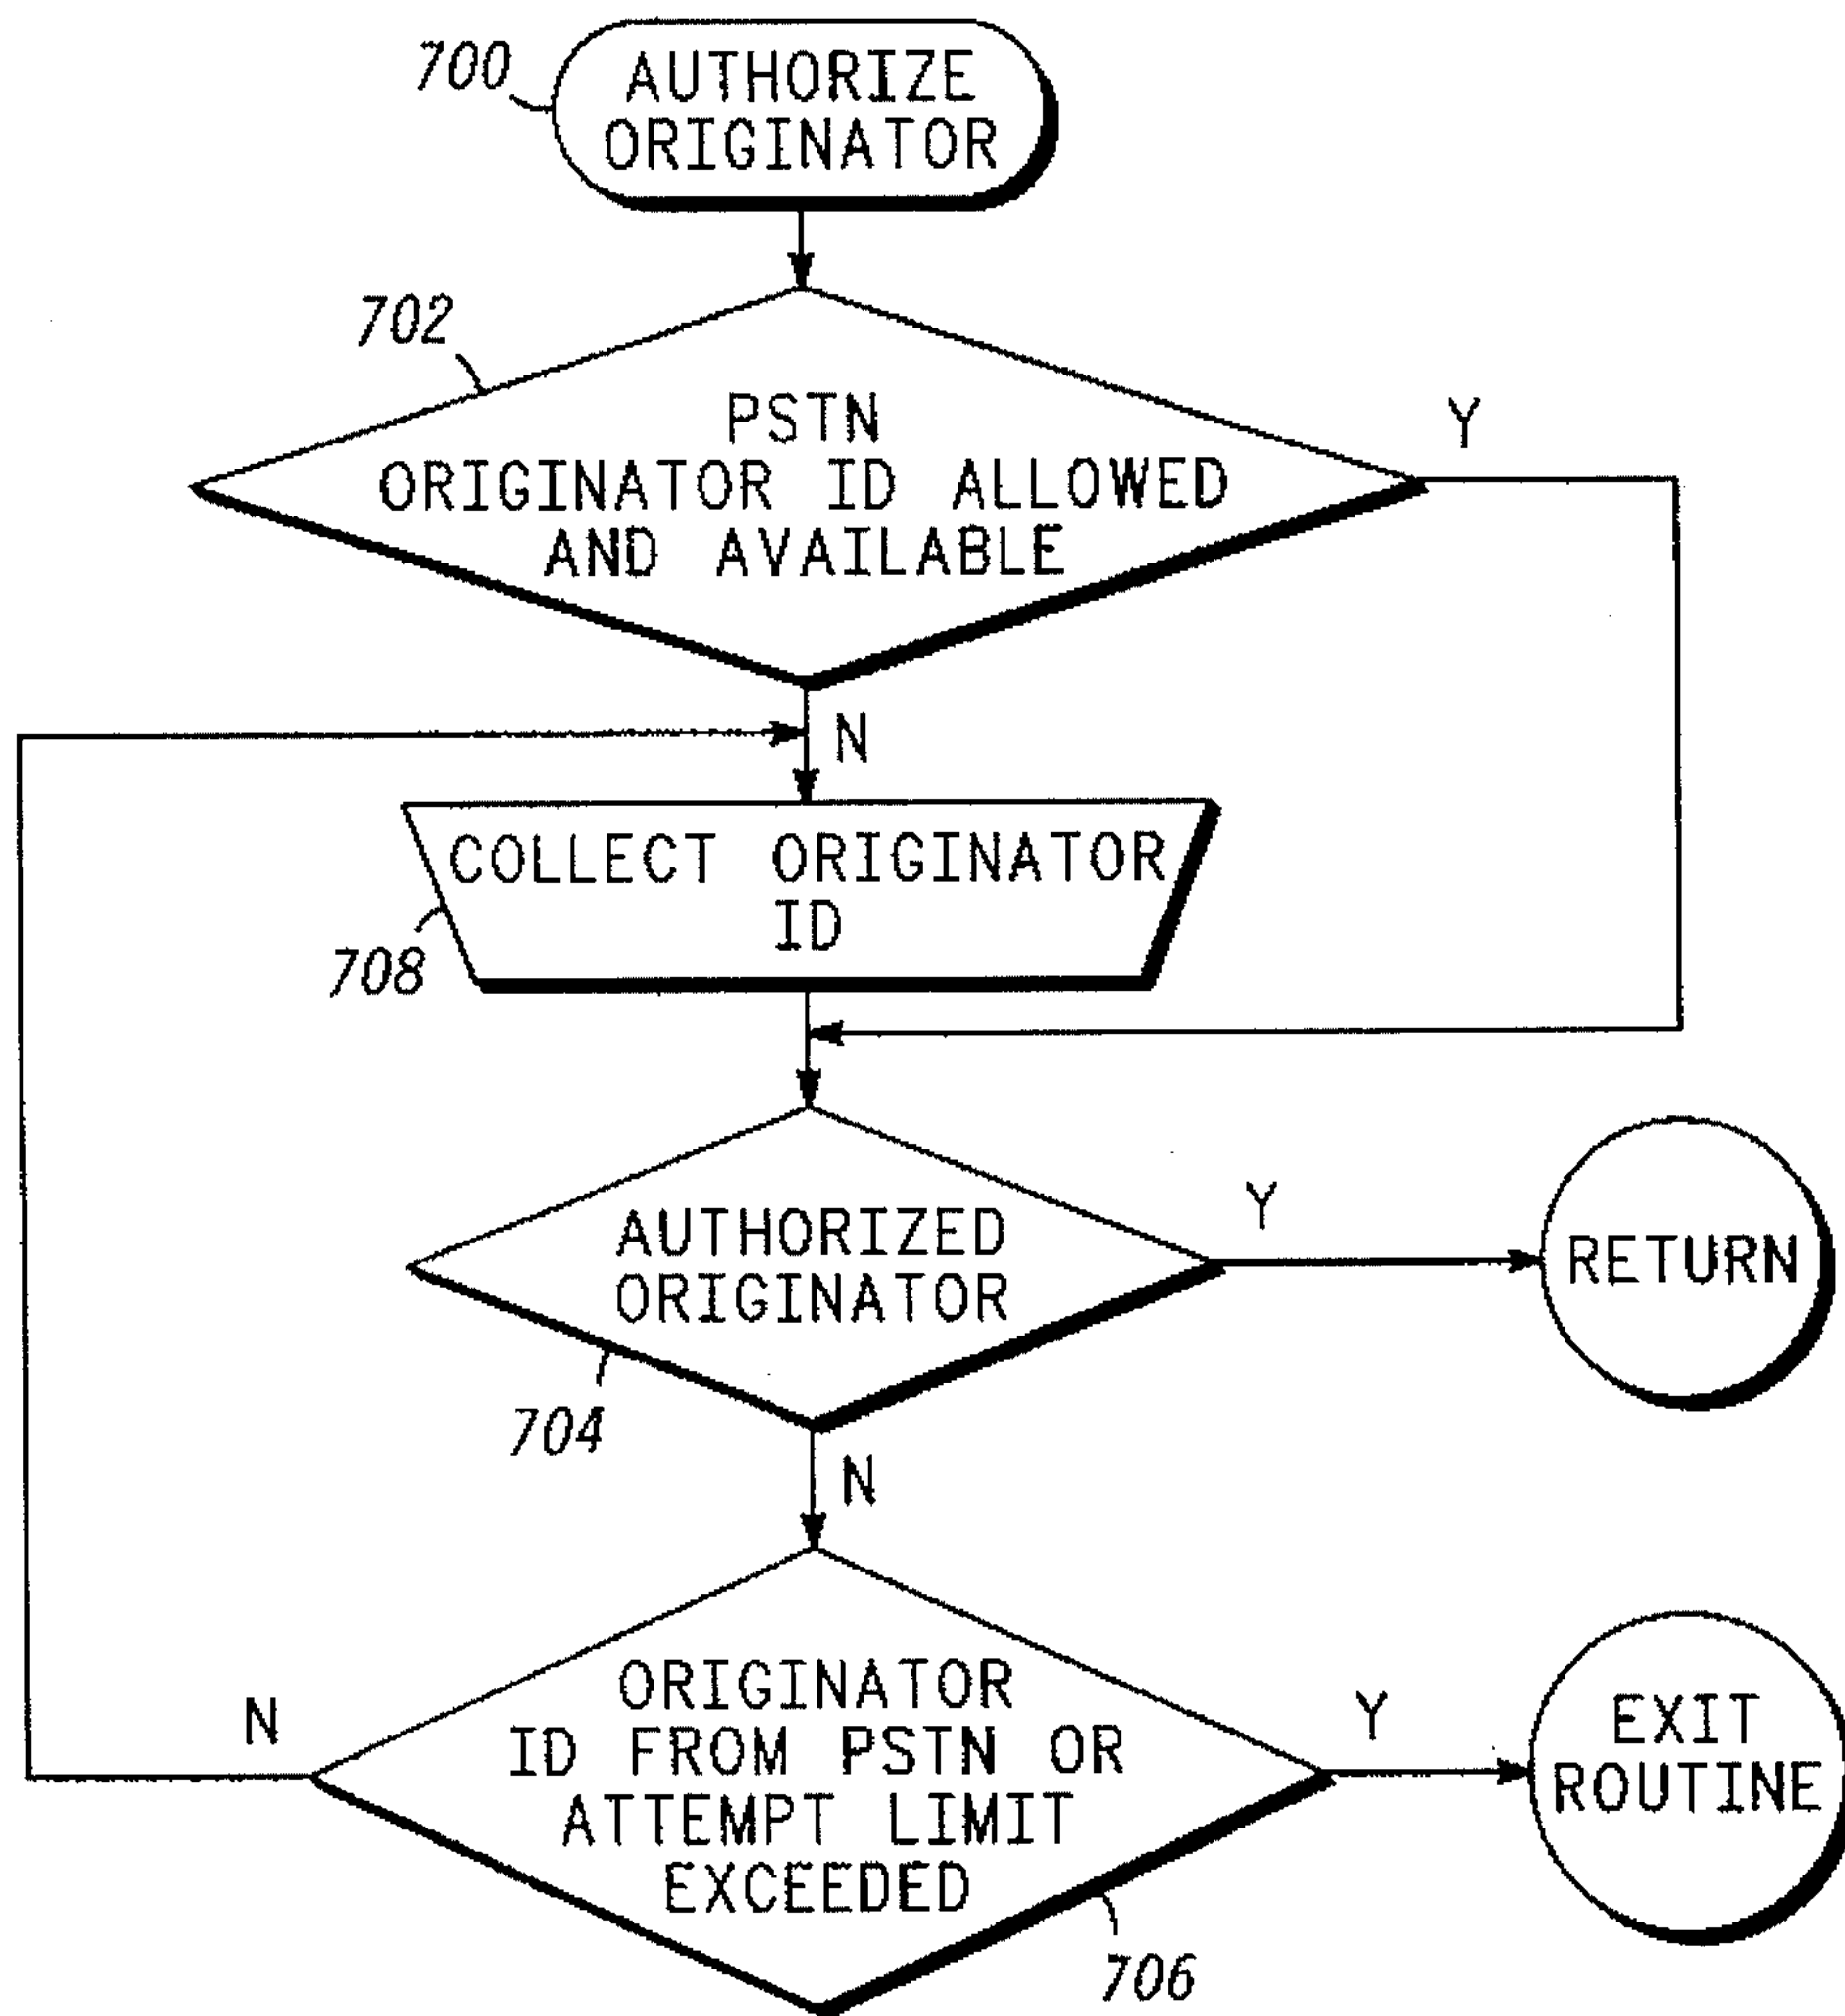 700
AUTHORIZE
ORIGINATOR
702
PSTN
ORIGINATOR ID ALLOWED
AND AVAILABLE
Y
N
COLLECT ORIGINATOR
ID
708
AUTHORIZED
ORIGINATOR
Y
RETURN
704
N
ORIGINATOR
ID FROM PSTN OR
ATTEMPT LIMIT
EXCEEDED
N
Y
EXIT
ROUTINE
706